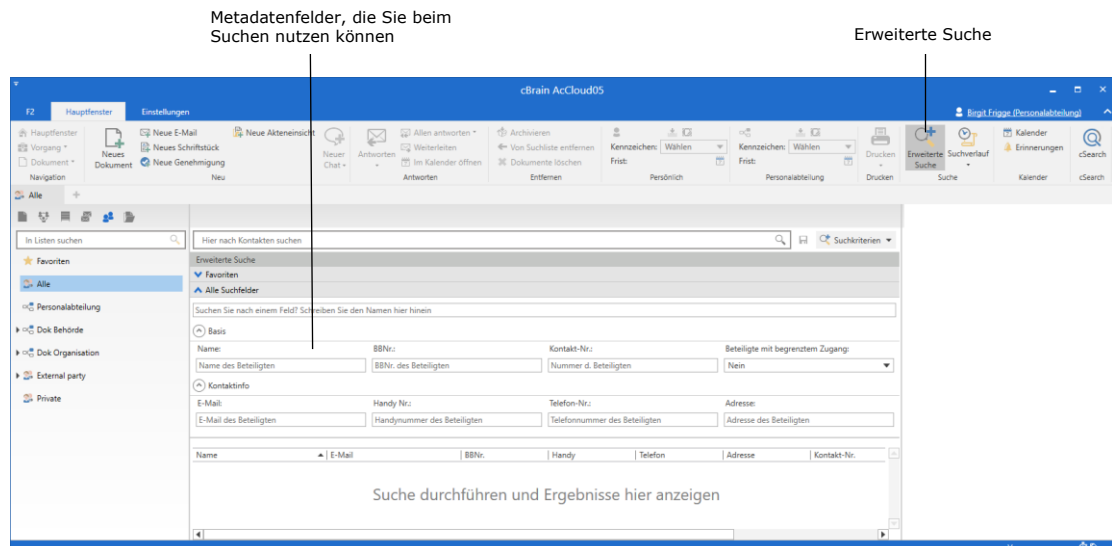 Metadatenfelder, die Sie beim
Suchen nutzen können
Erweiterte Suche
cBrain AcCloud05
F2 Hauptfenster Einstellungen
Birgit Frigge (Personalabteilung)
Hauptfenster
Vorgang
Dokument
Navigation
Neues
Dokument
Neue E-Mail
Neues Schriftstück
Neue Genehmigung
Neue Akteneinsicht
Neu
Neuer
Chat
Antworten
Allen antworten
Weiterleiten
Im Kalender öffnen
Antworten
Archivieren
Von Suchliste entfernen
Dokumente löschen
Entfernen
Kennzeichen: Wählen
Frist:
Persönlich
Kennzeichen: Wählen
Frist:
Personalabteilung
Drucken
Drucken
Erweiterte
Suche
Suchverlauf
Suche
Kalender
Erinnerungen
Kalender
cSearch
cSearch
Alle +
In Listen suchen
Favoriten
Alle
Personalabteilung
Dok Behörde
Dok Organisation
External party
Private
Hier nach Kontakten suchen
Suchkriterien
Erweiterte Suche
Favoriten
Alle Suchfelder
Suchen Sie nach einem Feld? Schreiben Sie den Namen hier hinein
Basis
Name: BBNr.: Kontakt-Nr.: Beteiligte mit begrenztem Zugang:
Name des Beteiligten BBNr. des Beteiligten Nummer d. Beteiligten Nein
Kontaktinfo
E-Mail: Handy Nr.: Telefon-Nr.: Adresse:
E-Mail des Beteiligten Handynummer des Beteiligten Telefonnummer des Beteiligten Adresse des Beteiligten
Name E-Mail BBNr. Handy Telefon Adresse Kontakt-Nr.
Suche durchführen und Ergebnisse hier anzeigen